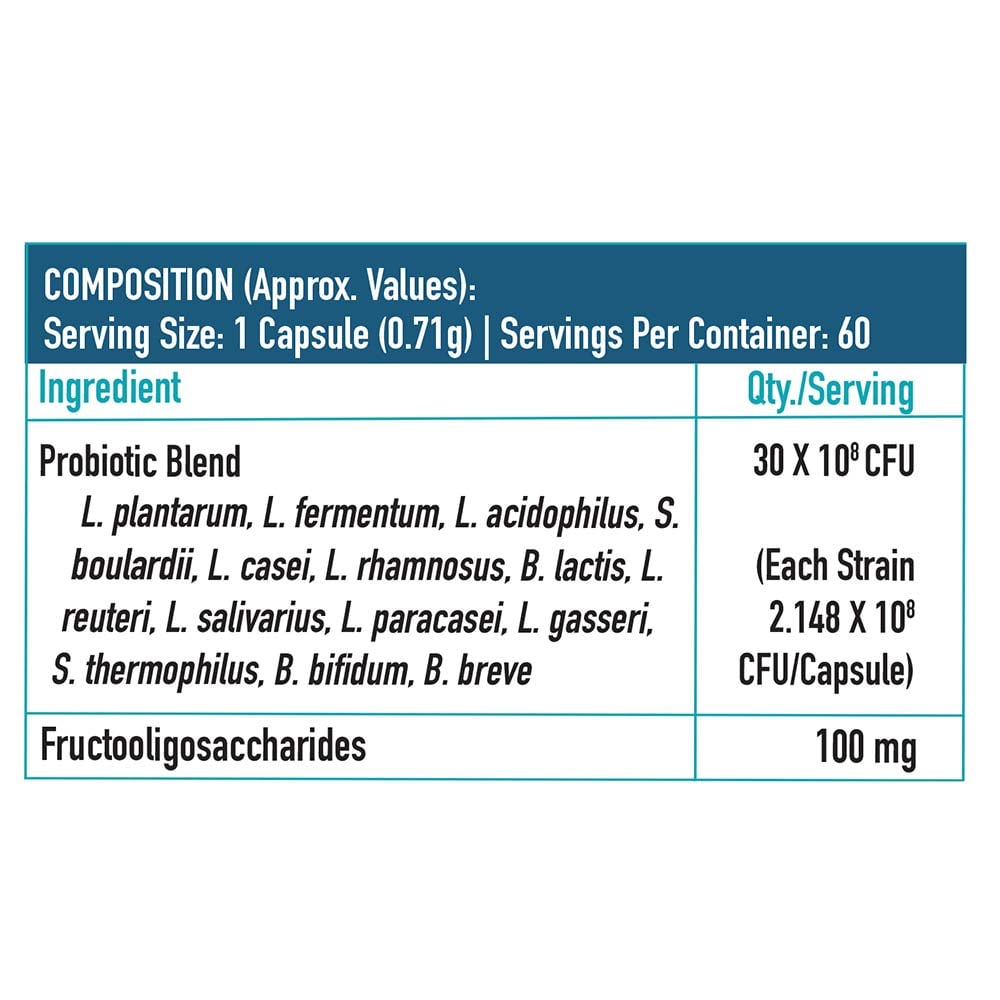 COMPOSITION (Approx. Values):
Serving Size: 1 Capsule (0.71g) | Servings Per Container: 60
Ingredient Qty./Serving
Probiotic Blend 30 X 10⁸ CFU
L. plantarum, L. fermentum, L. acidophilus, S.
boulardii, L. casei, L. rhamnosus, B. lactis, L. (Each Strain
reuteri, L. salivarius, L. paracasei, L. gasseri, 2.148 X 10⁸
S. thermophilus, B. bifidum, B. breve CFU/Capsule)
Fructooligosaccharides 100 mg